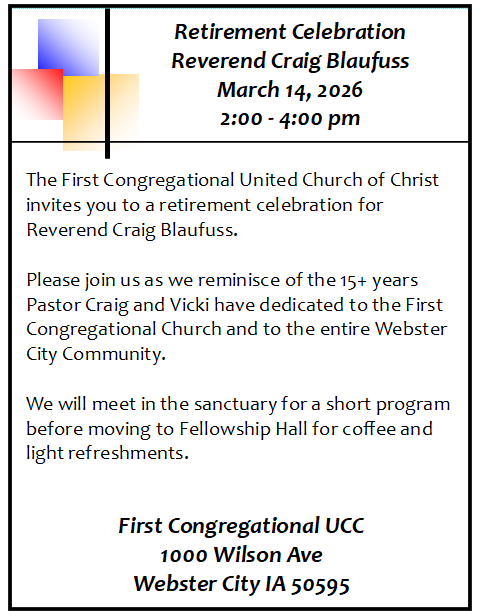 Retirement Celebration
Reverend Craig Blaufuss
March 14, 2026
2:00 - 4:00 pm
The First Congregational United Church of Christ
invites you to a retirement celebration for
Reverend Craig Blaufuss.
Please join us as we reminisce of the 15+ years
Pastor Craig and Vicki have dedicated to the First
Congregational Church and to the entire Webster
City Community.
We will meet in the sanctuary for a short program
before moving to Fellowship Hall for coffee and
light refreshments.
First Congregational UCC
1000 Wilson Ave
Webster City IA 50595